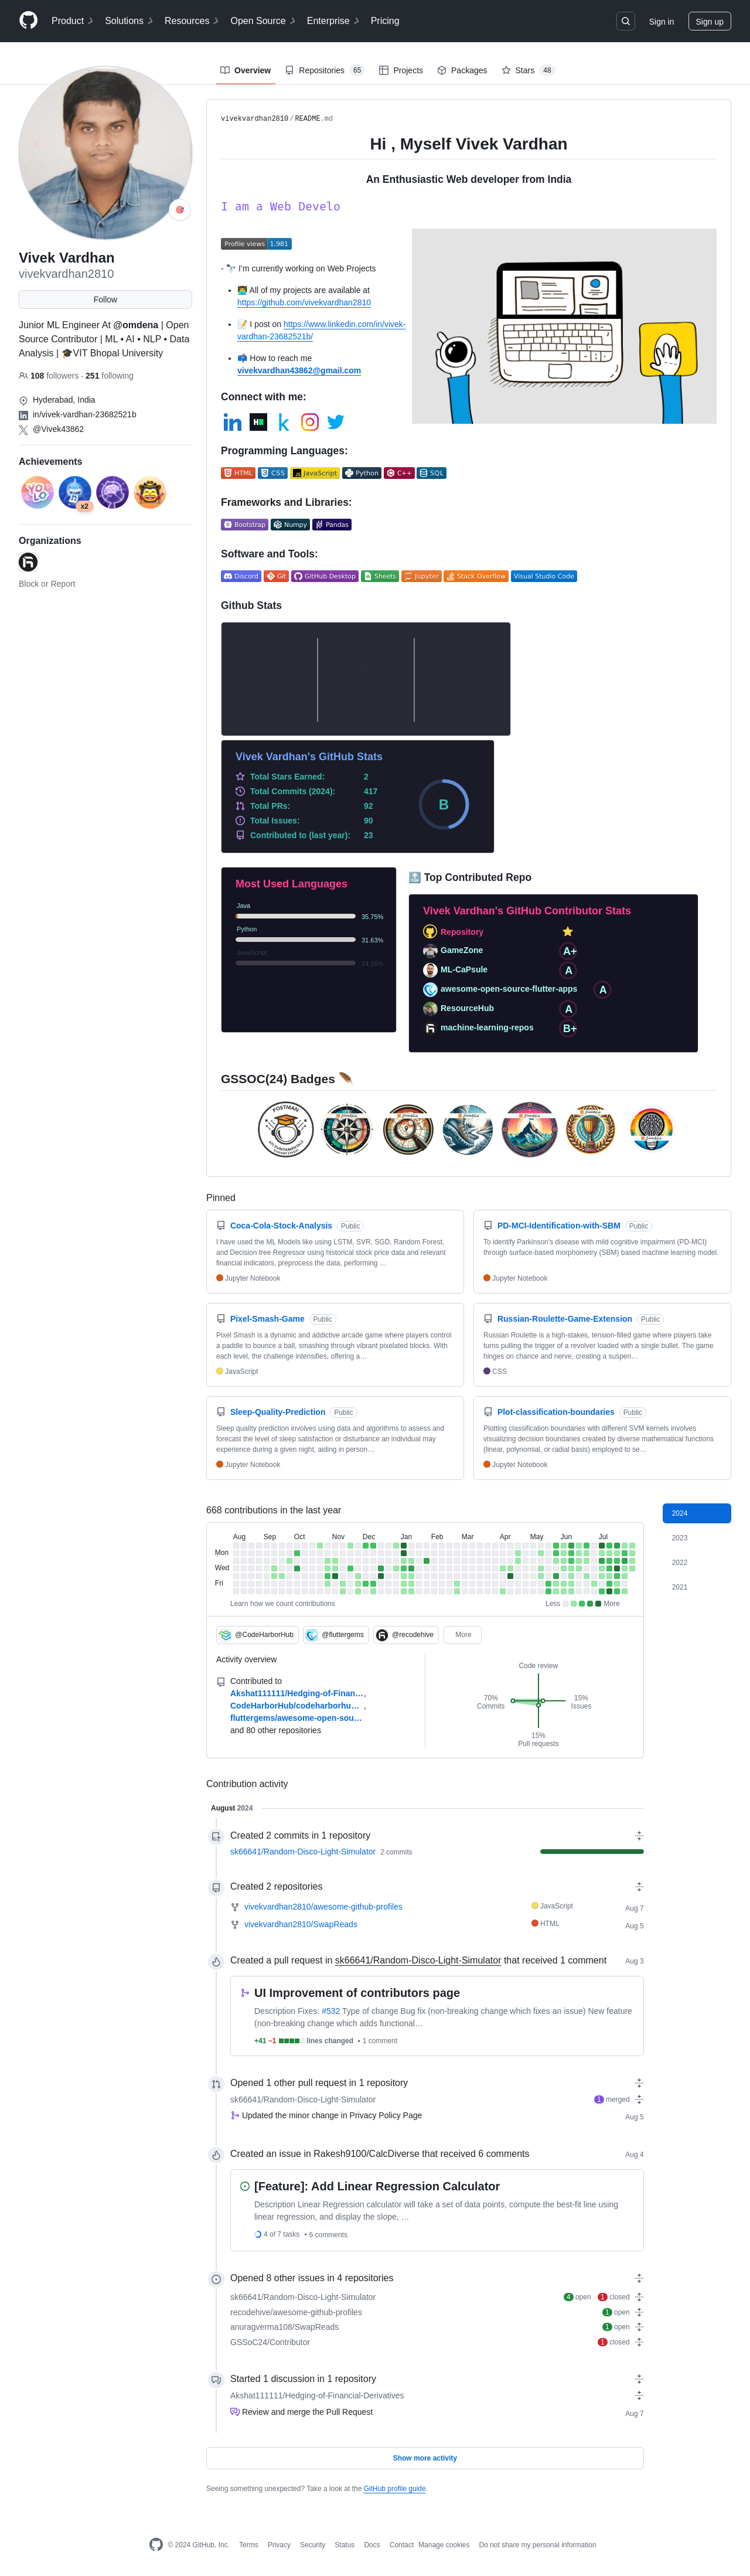 Product Solutions Resources Open Source Enterprise Pricing
Sign in Sign up
Overview Repositories 65 Projects Packages Stars 48
Vivek Vardhan
vivekvardhan2810
Follow
Junior ML Engineer At @omdena | Open
Source Contributor | ML • AI • NLP • Data
Analysis | 🎓VIT Bhopal University
108 followers · 251 following
Hyderabad, India
in/vivek-vardhan-23682521b
@Vivek43862
Achievements
x2
Organizations
Block or Report
vivekvardhan2810/README.md
Hi , Myself Vivek Vardhan
An Enthusiastic Web developer from India
I am a Web Develo
Profile views 1,981
- 🔭 I'm currently working on Web Projects
👨‍💻 All of my projects are available at
https://github.com/vivekvardhan2810
📝 I post on https://www.linkedin.com/in/vivek-
vardhan-23682521b/
📫 How to reach me
vivekvardhan43862@gmail.com
Connect with me:
Programming Languages:
HTML CSS JavaScript Python C++ SQL
Frameworks and Libraries:
Bootstrap Numpy Pandas
Software and Tools:
Discord Git GitHub Desktop Sheets Jupyter Stack Overflow Visual Studio Code
Github Stats
Vivek Vardhan's GitHub Stats
Total Stars Earned: 2
Total Commits (2024): 417
Total PRs: 92
Total Issues: 90
Contributed to (last year): 23
B
Most Used Languages
Java
35.75%
Python
31.63%
JavaScript
14.16%
🔝 Top Contributed Repo
Vivek Vardhan's GitHub Contributor Stats
Repository ⭐
GameZone A+
ML-CaPsule A
awesome-open-source-flutter-apps A
ResourceHub A
machine-learning-repos B+
GSSOC(24) Badges 🪶
POSTMAN
Pinned
Coca-Cola-Stock-Analysis Public
I have used the ML Models like using LSTM, SVR, SGD, Random Forest,
and Decision tree Regressor using historical stock price data and relevant
financial indicators, preprocess the data, performing …
Jupyter Notebook
PD-MCI-Identification-with-SBM Public
To identify Parkinson's disease with mild cognitive impairment (PD-MCI)
through surface-based morphometry (SBM) based machine learning model.
Jupyter Notebook
Pixel-Smash-Game Public
Pixel Smash is a dynamic and addictive arcade game where players control
a paddle to bounce a ball, smashing through vibrant pixelated blocks. With
each level, the challenge intensifies, offering a…
JavaScript
Russian-Roulette-Game-Extension Public
Russian Roulette is a high-stakes, tension-filled game where players take
turns pulling the trigger of a revolver loaded with a single bullet. The game
hinges on chance and nerve, creating a suspen…
CSS
Sleep-Quality-Prediction Public
Sleep quality prediction involves using data and algorithms to assess and
forecast the level of sleep satisfaction or disturbance an individual may
experience during a given night, aiding in person…
Jupyter Notebook
Plot-classification-boundaries Public
Plotting classification boundaries with different SVM kernels involves
visualizing decision boundaries created by diverse mathematical functions
(linear, polynomial, or radial basis) employed to se…
Jupyter Notebook
668 contributions in the last year
2024
2023
2022
2021
Aug Sep Oct Nov Dec Jan Feb Mar Apr May Jun Jul
Mon
Wed
Fri
Learn how we count contributions Less More
@CodeHarborHub @fluttergems @recodehive More
Activity overview
Contributed to
Akshat111111/Hedging-of-Finan…,
CodeHarborHub/codeharborhu… ,
fluttergems/awesome-open-sou…
and 80 other repositories
Code review
70%
Commits
15%
Issues
15%
Pull requests
Contribution activity
August 2024
Created 2 commits in 1 repository
sk66641/Random-Disco-Light-Simulator 2 commits
Created 2 repositories
vivekvardhan2810/awesome-github-profiles JavaScript Aug 7
vivekvardhan2810/SwapReads HTML Aug 5
Created a pull request in sk66641/Random-Disco-Light-Simulator that received 1 comment Aug 3
UI Improvement of contributors page
Description Fixes: #532 Type of change Bug fix (non-breaking change which fixes an issue) New feature
(non-breaking change which adds functional…
+41 −1 lines changed • 1 comment
Opened 1 other pull request in 1 repository
sk66641/Random-Disco-Light-Simulator 1 merged
Updated the minor change in Privacy Policy Page Aug 5
Created an issue in Rakesh9100/CalcDiverse that received 6 comments Aug 4
[Feature]: Add Linear Regression Calculator
Description Linear Regression calculator will take a set of data points, compute the best-fit line using
linear regression, and display the slope, …
4 of 7 tasks • 6 comments
Opened 8 other issues in 4 repositories
sk66641/Random-Disco-Light-Simulator 4 open 1 closed
recodehive/awesome-github-profiles 1 open
anuragverma108/SwapReads 1 open
GSSoC24/Contributor 1 closed
Started 1 discussion in 1 repository
Akshat111111/Hedging-of-Financial-Derivatives
Review and merge the Pull Request Aug 7
Show more activity
Seeing something unexpected? Take a look at the GitHub profile guide.
© 2024 GitHub, Inc. Terms Privacy Security Status Docs Contact Manage cookies Do not share my personal information